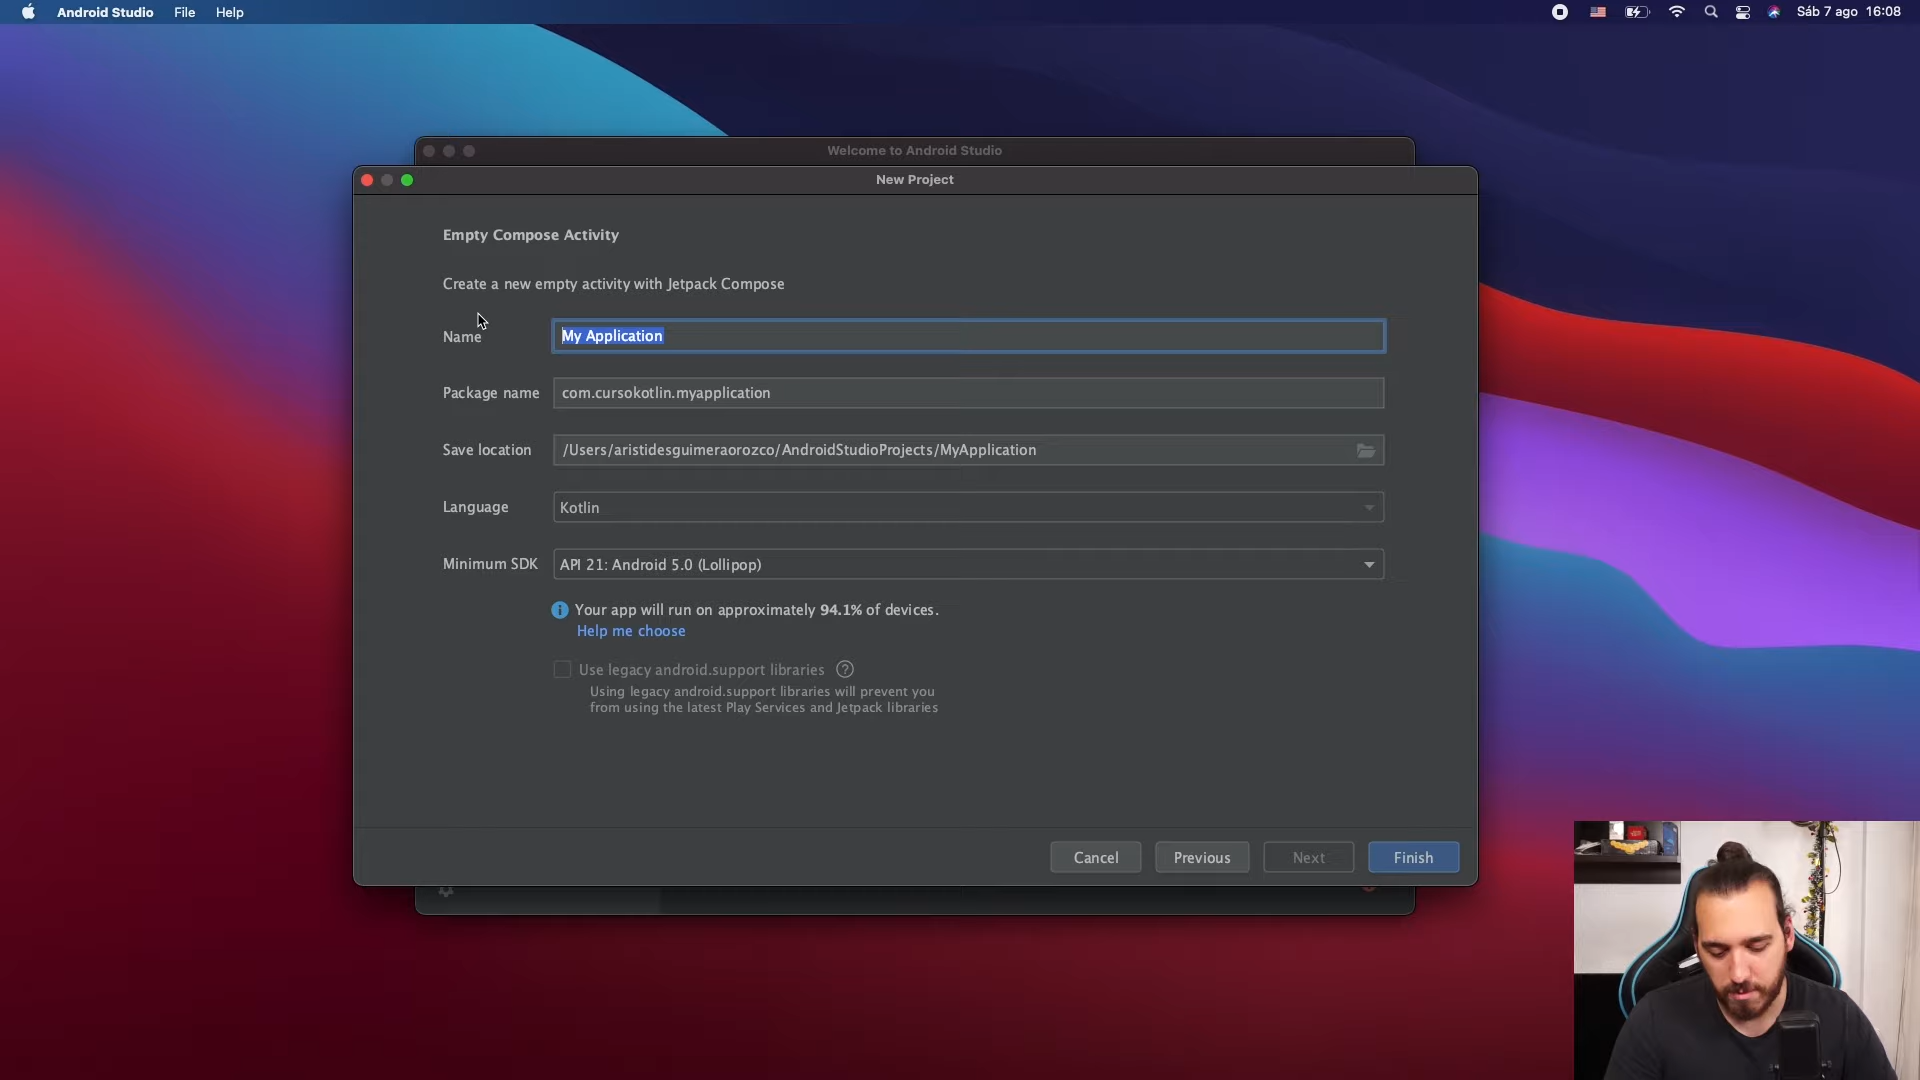 Android Studio File Help
Sáb 7 ago 16:08
Welcome to Android Studio
New Project
Empty Compose Activity
Create a new empty activity with Jetpack Compose
Name My Application
Package name com.cursokotlin.myapplication
Save location /Users/aristidesguimeraorozco/AndroidStudioProjects/MyApplication
Language Kotlin
Minimum SDK API 21: Android 5.0 (Lollipop)
Your app will run on approximately 94.1% of devices.
Help me choose
Use legacy android.support libraries
Using legacy android.support libraries will prevent you
from using the latest Play Services and Jetpack libraries
Cancel Previous Next Finish